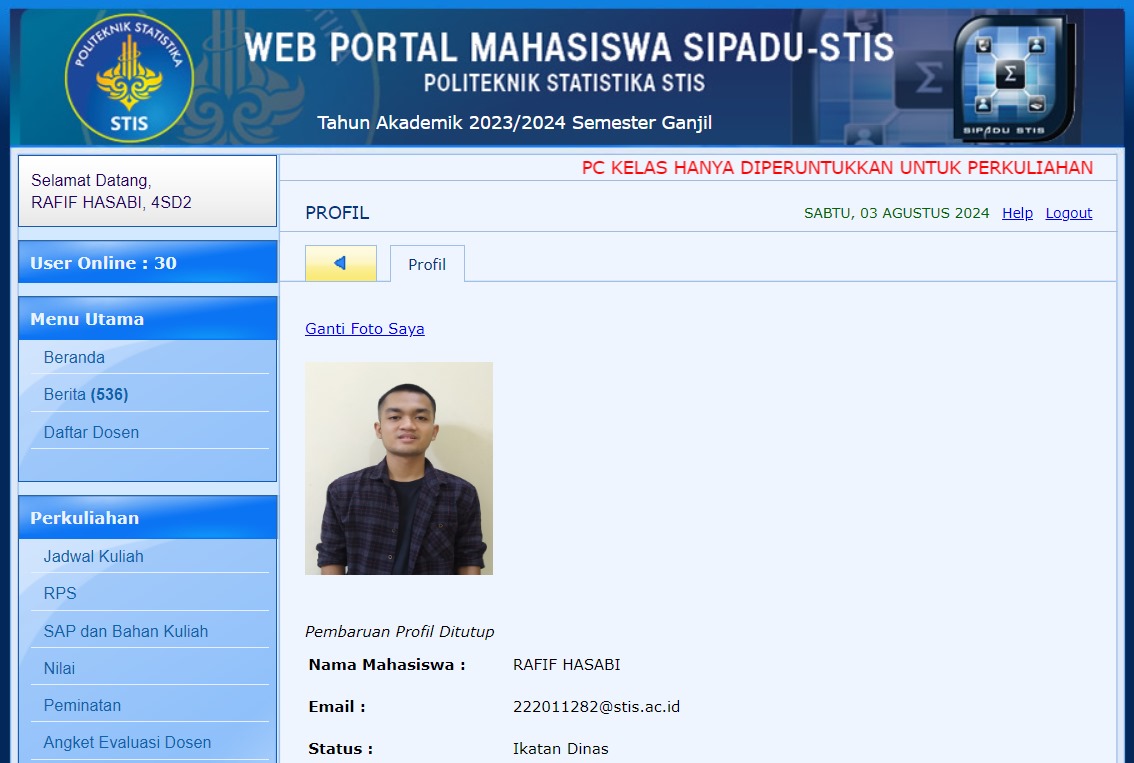 POLITEKNIK STATISTIKA
STIS
WEB PORTAL MAHASISWA SIPADU-STIS
POLITEKNIK STATISTIKA STIS
Tahun Akademik 2023/2024 Semester Ganjil
Σ
Σ
SIPADU STIS
Selamat Datang,
RAFIF HASABI, 4SD2
User Online : 30
Menu Utama
Beranda
Berita (536)
Daftar Dosen
Perkuliahan
Jadwal Kuliah
RPS
SAP dan Bahan Kuliah
Nilai
Peminatan
Angket Evaluasi Dosen
PC KELAS HANYA DIPERUNTUKKAN UNTUK PERKULIAHAN
PROFIL
SABTU, 03 AGUSTUS 2024 Help Logout
Profil
Ganti Foto Saya
Pembaruan Profil Ditutup
Nama Mahasiswa : RAFIF HASABI
Email : 222011282@stis.ac.id
Status : Ikatan Dinas